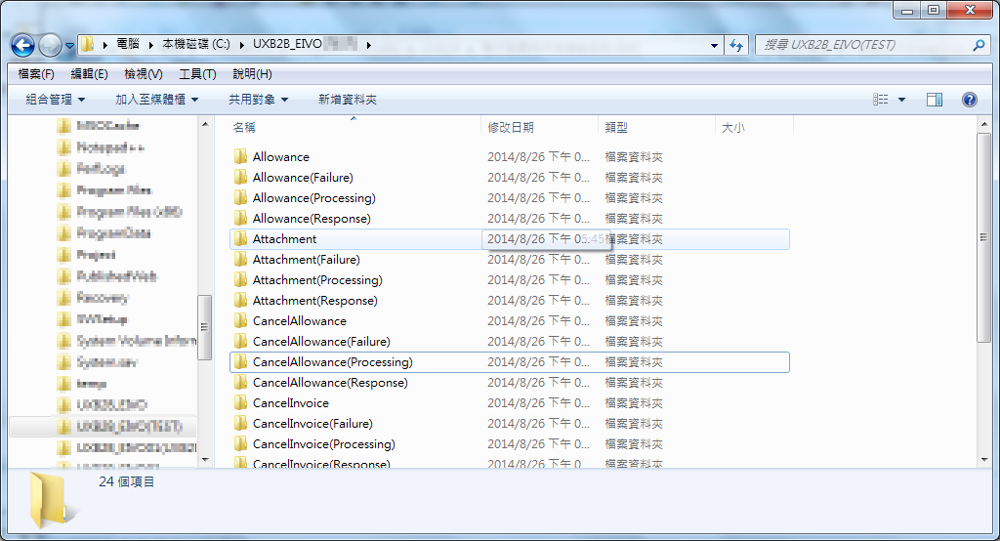 電腦 本機磁碟 (C:) UXB2B_EIVO
搜尋 UXB2B_EIVO(TEST)
檔案(F) 編輯(E) 檢視(V) 工具(T) 說明(H)
組合管理 加入至媒體櫃 共用對象 新增資料夾
名稱 修改日期 類型 大小
MSOCache
Notepad++
PerfLogs
Program Files
Program Files (x86)
ProgramData
Project
PublishedWeb
Recovery
SWSetup
System Volume Inform
System.sav
temp
UXB2B_EIVO
UXB2B_EIVO(TEST)
Allowance 2014/8/26 下午 0... 檔案資料夾
Allowance(Failure) 2014/8/26 下午 0... 檔案資料夾
Allowance(Processing) 2014/8/26 下午 0... 檔案資料夾
Allowance(Response) 2014/8/26 下午 0... 檔案資料夾
Attachment 2014/8/26 下午 05:45 檔案資料夾
Attachment(Failure) 2014/8/26 下午 0... 檔案資料夾
Attachment(Processing) 2014/8/26 下午 0... 檔案資料夾
Attachment(Response) 2014/8/26 下午 0... 檔案資料夾
CancelAllowance 2014/8/26 下午 0... 檔案資料夾
CancelAllowance(Failure) 2014/8/26 下午 0... 檔案資料夾
CancelAllowance(Processing) 2014/8/26 下午 0... 檔案資料夾
CancelAllowance(Response) 2014/8/26 下午 0... 檔案資料夾
CancelInvoice 2014/8/26 下午 0... 檔案資料夾
CancelInvoice(Failure) 2014/8/26 下午 0... 檔案資料夾
CancelInvoice(Processing) 2014/8/26 下午 0... 檔案資料夾
CancelInvoice(Response) 2014/8/26 下午 0... 檔案資料夾
24 個項目